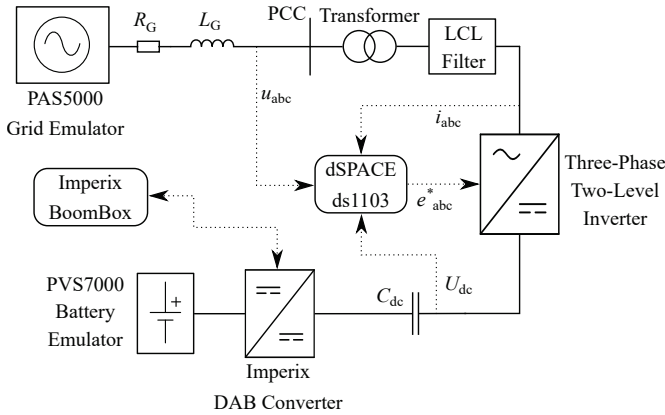 R_G
L_G
PCC
Transformer
LCL
Filter
PAS5000
Grid Emulator
u_abc
i_abc
dSPACE
ds1103
e*_abc
Three-Phase
Two-Level
Inverter
Imperix
BoomBox
PVS7000
Battery
Emulator
+
C_dc
U_dc
Imperix
DAB Converter